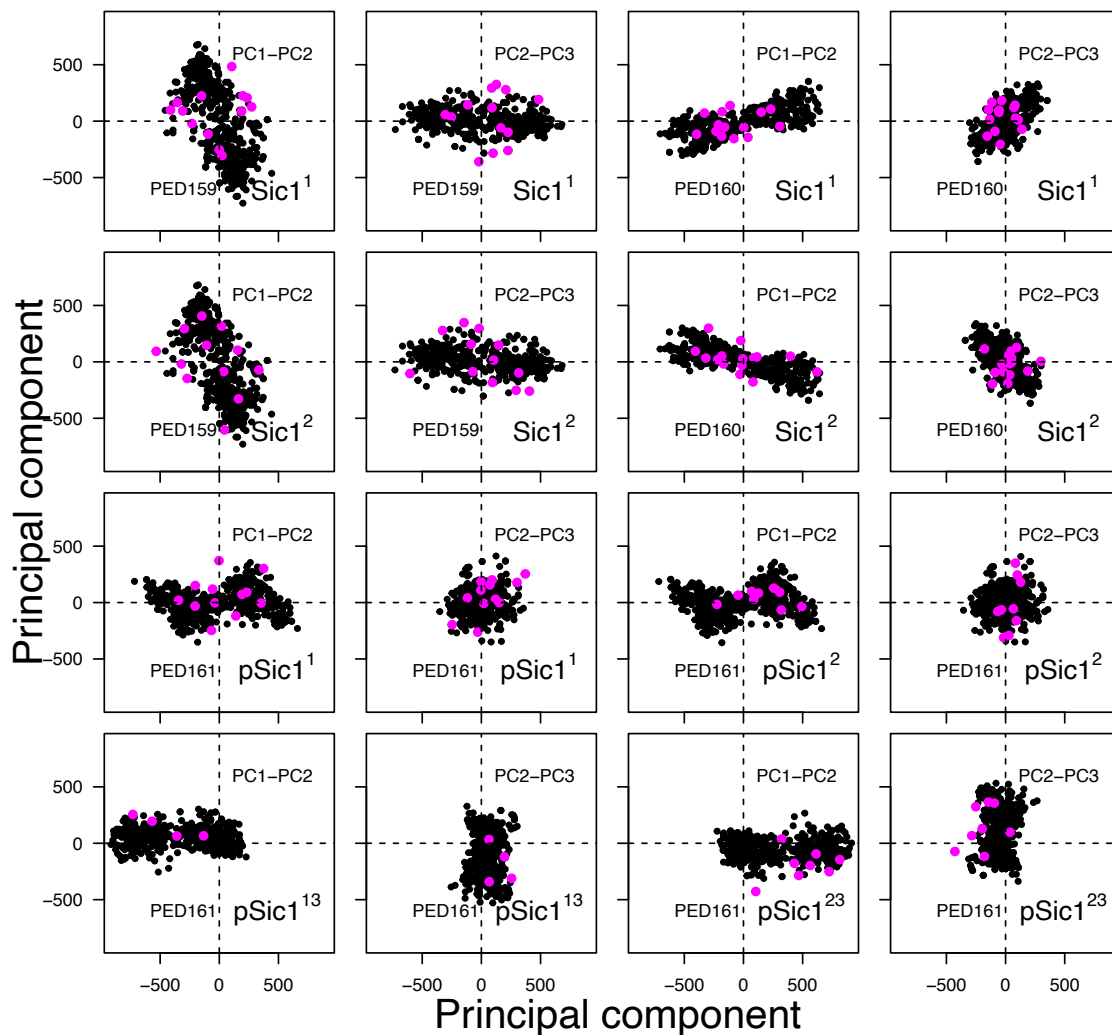 500
0
−500
PC1−PC2
PED159
Sic1¹
PC2−PC3
PED159
Sic1¹
PC1−PC2
PED160
Sic1¹
PC2−PC3
PED160
Sic1¹
500
0
−500
PC1−PC2
PED159
Sic1²
PC2−PC3
PED159
Sic1²
PC1−PC2
PED160
Sic1²
PC2−PC3
PED160
Sic1²
500
0
−500
PC1−PC2
PED161
pSic1¹
PC2−PC3
PED161
pSic1¹
PC1−PC2
PED161
pSic1²
PC2−PC3
PED161
pSic1²
500
0
−500
PC1−PC2
PED161
pSic1¹³
PC2−PC3
PED161
pSic1¹³
PC1−PC2
PED161
pSic1²³
PC2−PC3
PED161
pSic1²³
−500 0 500 −500 0 500 −500 0 500 −500 0 500
Principal component
Principal component